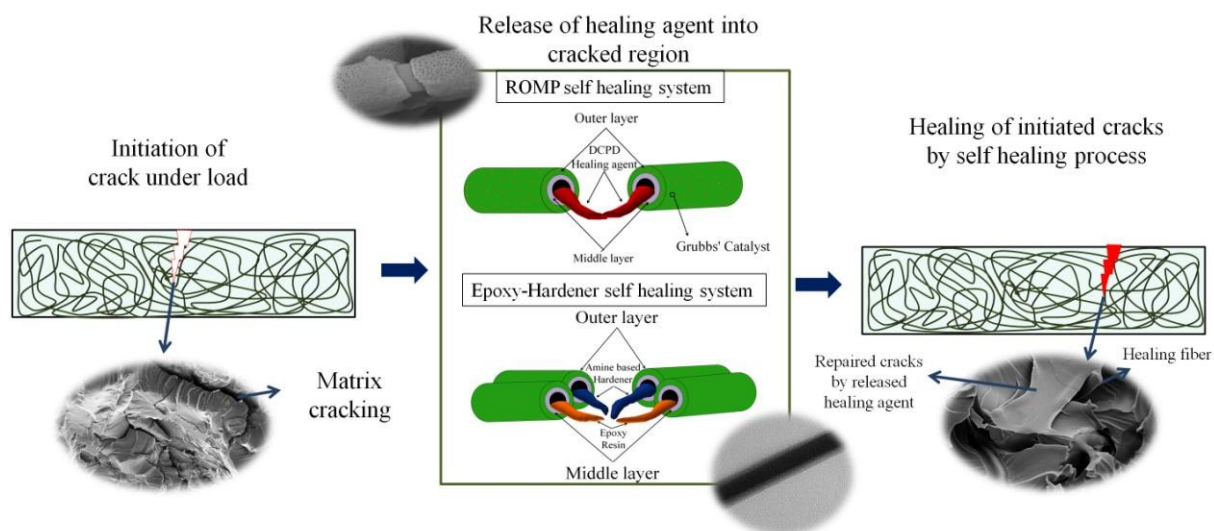 Initiation of
crack under load
Matrix
cracking
Release of healing agent into
cracked region
ROMP self healing system
Outer layer
DCPD
Healing agent
Grubbs' Catalyst
Middle layer
Epoxy-Hardener self healing system
Outer layer
Amine based
Hardener
Epoxy
Resin
Middle layer
Healing of initiated cracks
by self healing process
Repaired cracks
by released
healing agent
Healing fiber